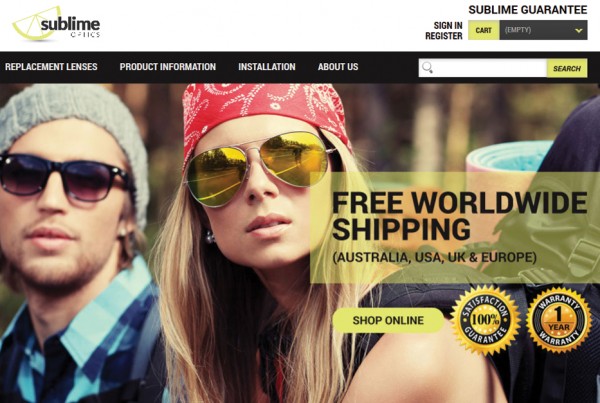 sublime
OPTICS
SUBLIME GUARANTEE
SIGN IN
REGISTER
CART
(EMPTY)
REPLACEMENT LENSES
PRODUCT INFORMATION
INSTALLATION
ABOUT US
SEARCH
FREE WORLDWIDE
SHIPPING
(AUSTRALIA, USA, UK & EUROPE)
SHOP ONLINE
SATISFACTION
100%
GUARANTEE
WARRANTY
1
YEAR
WARRANTY